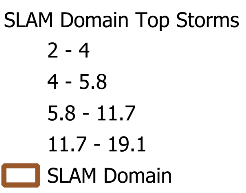 SLAM Domain Top Storms
2 - 4
4 - 5.8
5.8 - 11.7
11.7 - 19.1
SLAM Domain